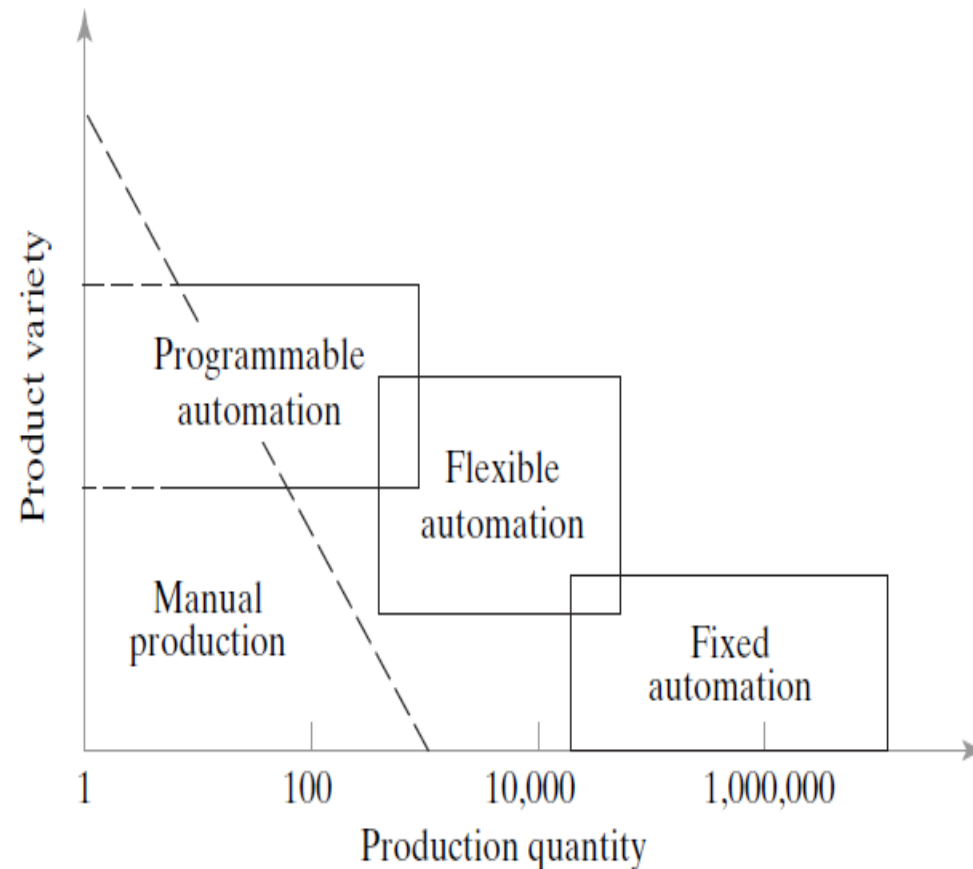 Product variety
Programmable
automation
Flexible
automation
Manual
production
Fixed
automation
1 100 10,000 1,000,000
Production quantity